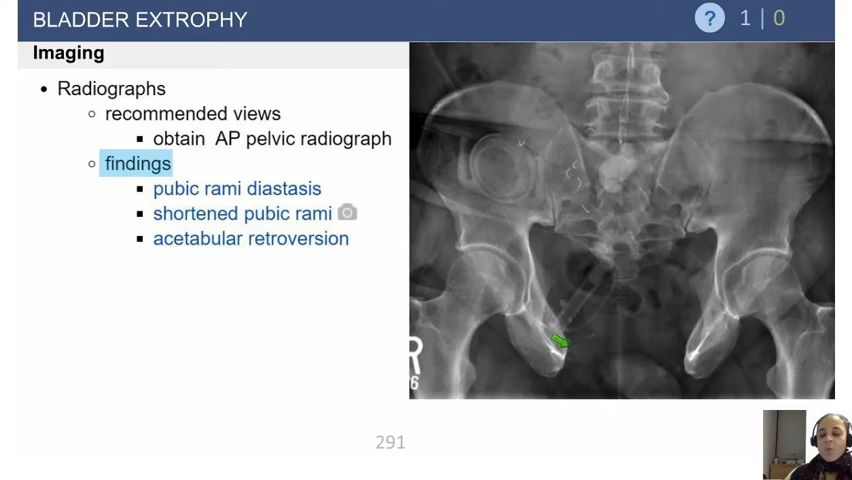 BLADDER EXTROPHY
? 1 | 0
Imaging
• Radiographs
recommended views
obtain AP pelvic radiograph
findings
pubic rami diastasis
shortened pubic rami
acetabular retroversion
R
6
291